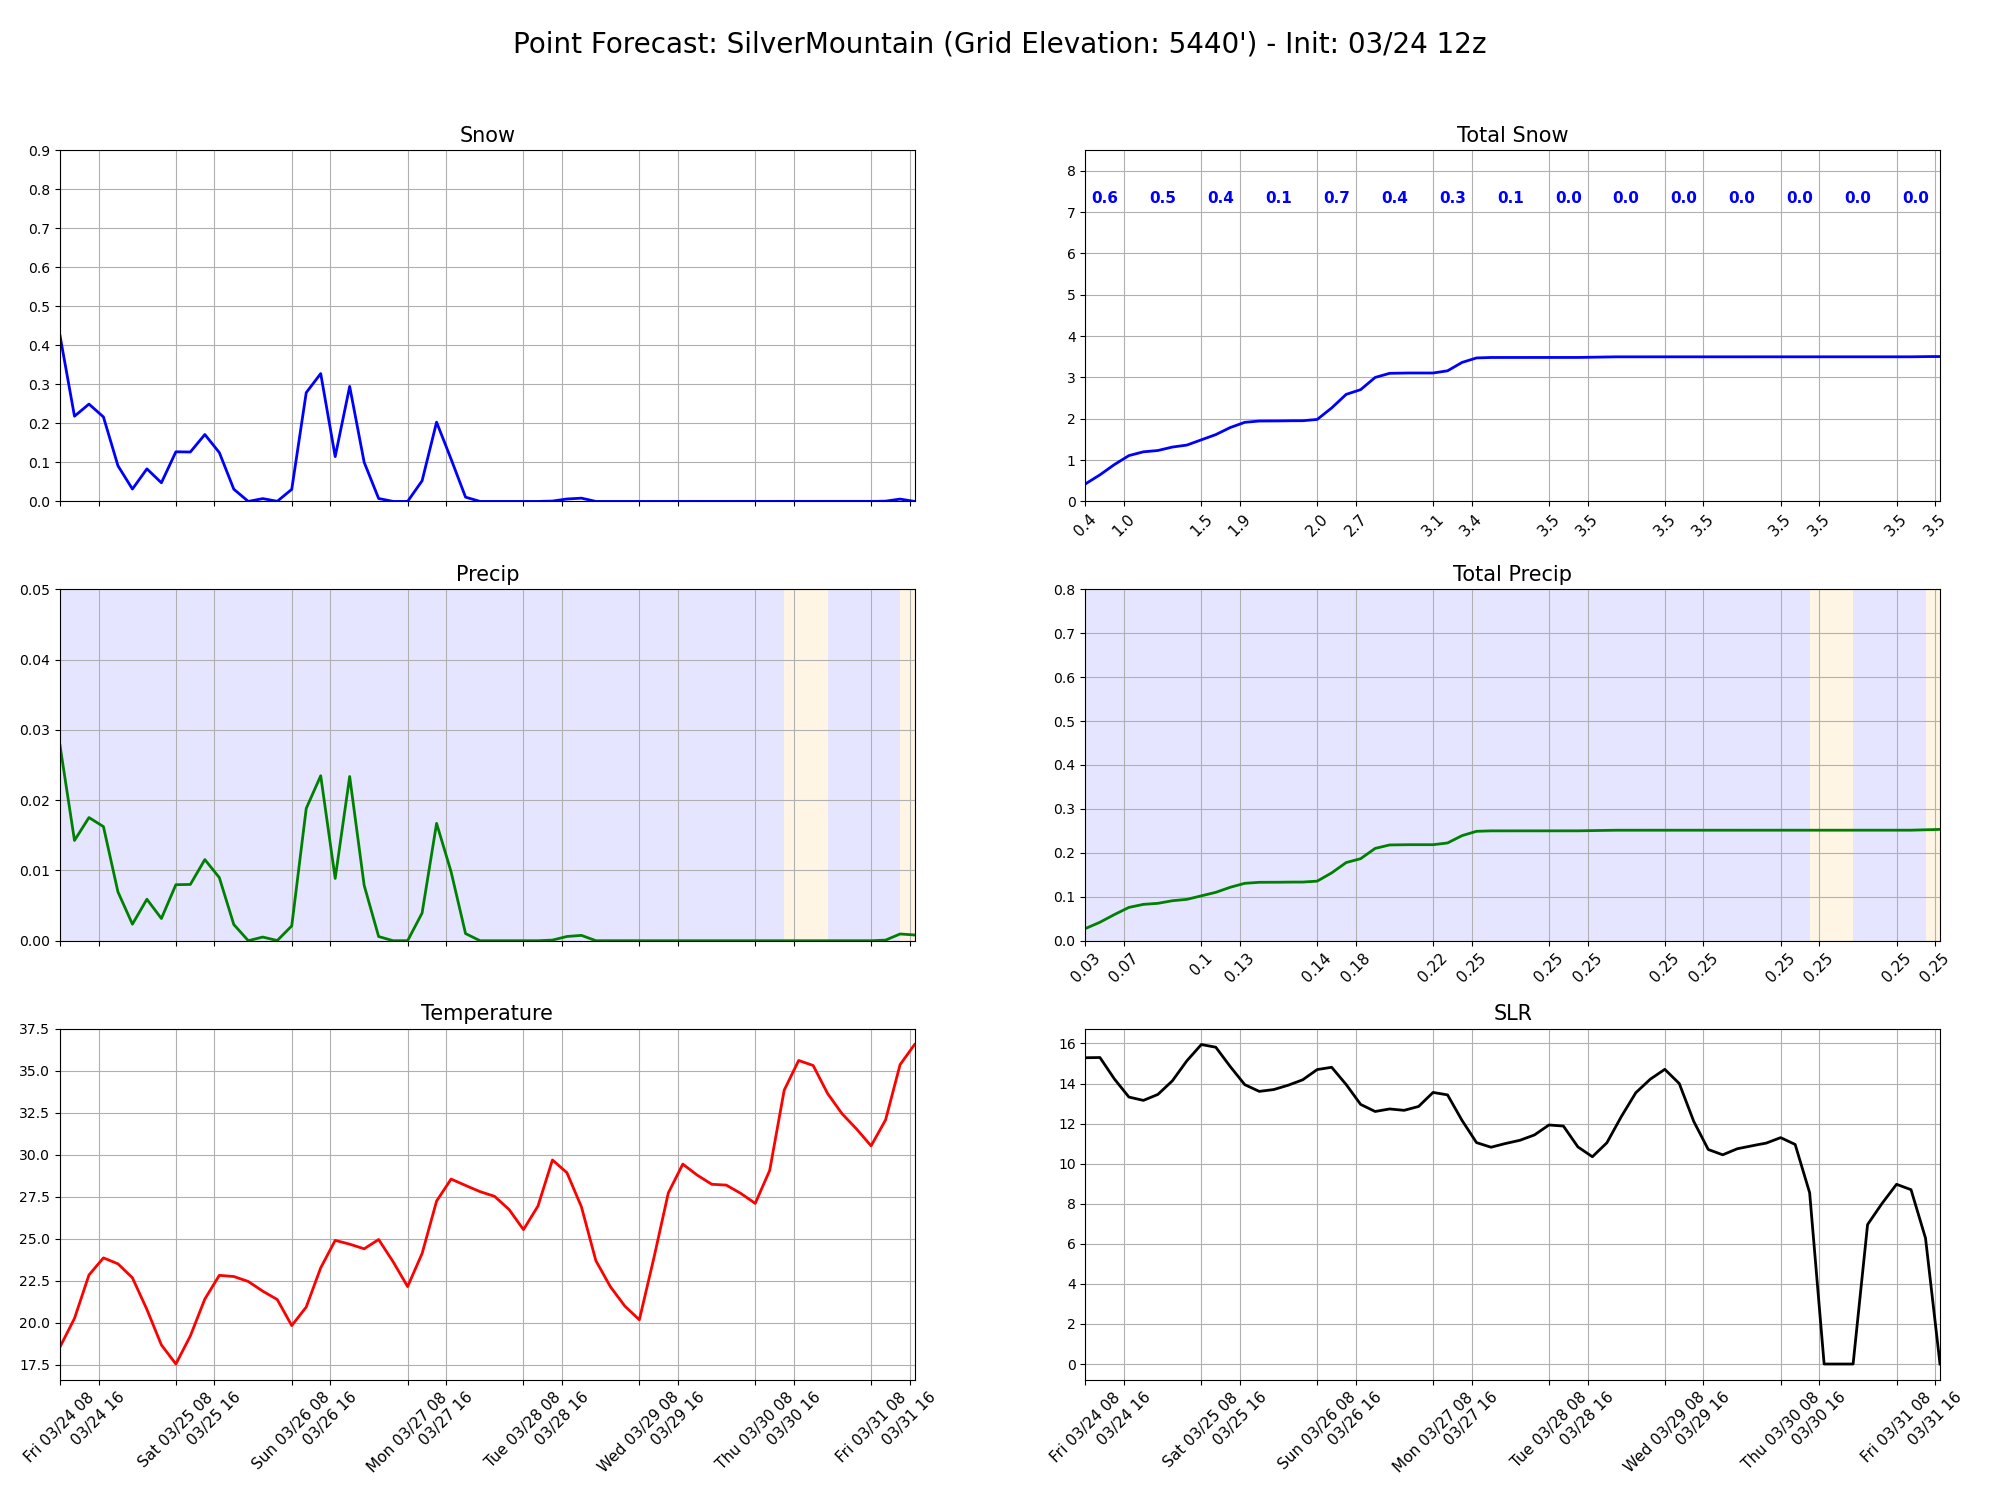 Point Forecast: SilverMountain (Grid Elevation: 5440') - Init: 03/24 12z
Snow
0.9
0.8
0.7
0.6
0.5
0.4
0.3
0.2
0.1
0.0
Total Snow
8
7
6
5
4
3
2
1
0
0.6 0.5 0.4 0.1 0.7 0.4 0.3 0.1 0.0 0.0 0.0 0.0 0.0 0.0 0.0
0.4 1.0 1.5 1.9 2.0 2.7 3.1 3.4 3.5 3.5 3.5 3.5 3.5 3.5 3.5 3.5
Precip
0.05
0.04
0.03
0.02
0.01
0.00
Total Precip
0.8
0.7
0.6
0.5
0.4
0.3
0.2
0.1
0.0
0.03 0.07 0.1 0.13 0.14 0.18 0.22 0.25 0.25 0.25 0.25 0.25 0.25 0.25 0.25 0.25
Temperature
37.5
35.0
32.5
30.0
27.5
25.0
22.5
20.0
17.5
Fri 03/24 08
03/24 16
Sat 03/25 08
03/25 16
Sun 03/26 08
03/26 16
Mon 03/27 08
03/27 16
Tue 03/28 08
03/28 16
Wed 03/29 08
03/29 16
Thu 03/30 08
03/30 16
Fri 03/31 08
03/31 16
SLR
16
14
12
10
8
6
4
2
0
Fri 03/24 08
03/24 16
Sat 03/25 08
03/25 16
Sun 03/26 08
03/26 16
Mon 03/27 08
03/27 16
Tue 03/28 08
03/28 16
Wed 03/29 08
03/29 16
Thu 03/30 08
03/30 16
Fri 03/31 08
03/31 16